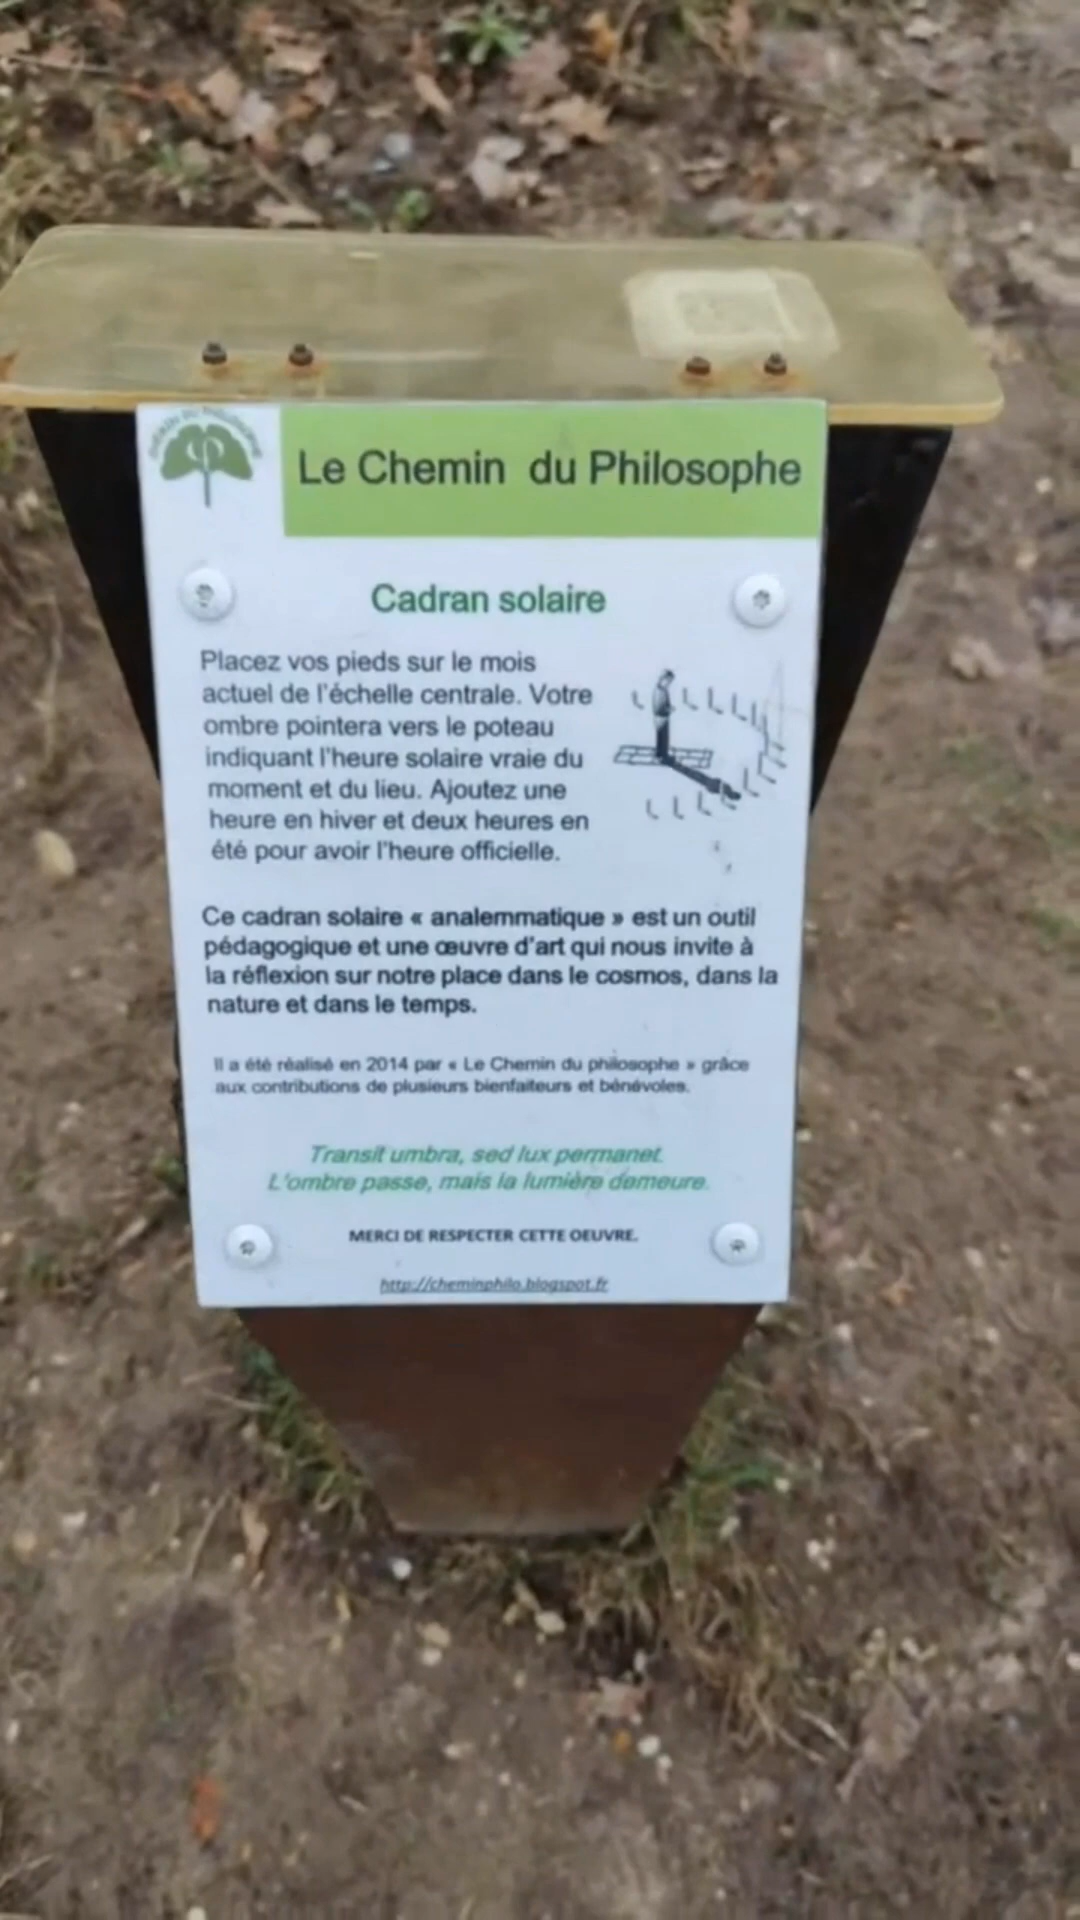 CHEMIN DU PHILOSOPHE
Le Chemin du Philosophe
Cadran solaire
Placez vos pieds sur le mois
actuel de l'échelle centrale. Votre
ombre pointera vers le poteau
indiquant l'heure solaire vraie du
moment et du lieu. Ajoutez une
heure en hiver et deux heures en
été pour avoir l'heure officielle.
Ce cadran solaire « analemmatique » est un outil
pédagogique et une œuvre d'art qui nous invite à
la réflexion sur notre place dans le cosmos, dans la
nature et dans le temps.
Il a été réalisé en 2014 par « Le Chemin du philosophe » grâce
aux contributions de plusieurs bienfaiteurs et bénévoles.
Transit umbra, sed lux permanet.
L'ombre passe, mais la lumière demeure.
MERCI DE RESPECTER CETTE OEUVRE.
http://cheminphilo.blogspot.fr